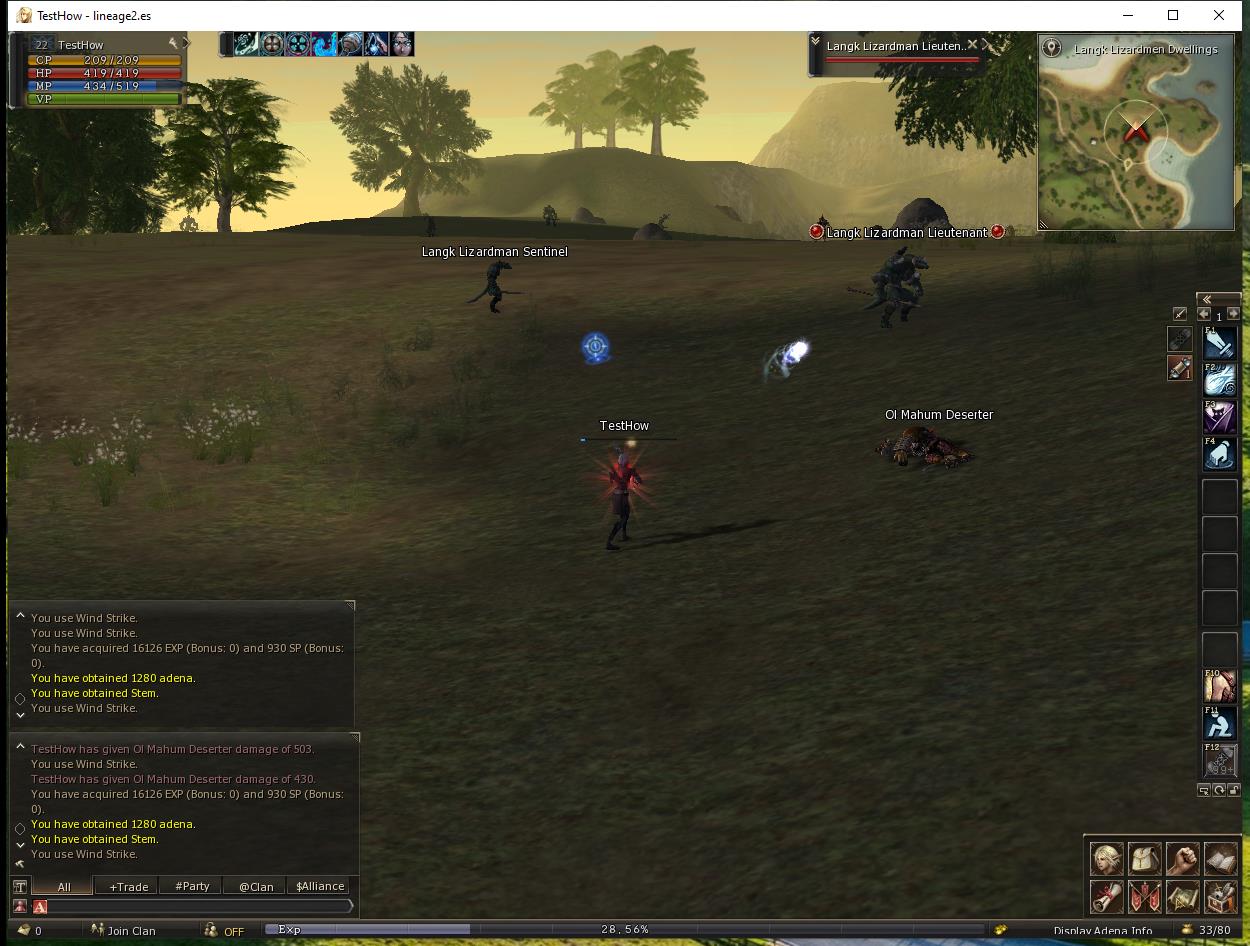 TestHow - lineage2.es
22 TestHow
CP 209/209
HP 419/419
MP 434/519
VP
Langk Lizardman Lieuten..
Langk Lizardmen Dwellings
Langk Lizardman Sentinel
Langk Lizardman Lieutenant
TestHow
Ol Mahum Deserter
1
F1
F2
F3
F4
F10
F11
F12
99+
You use Wind Strike.
You use Wind Strike.
You have acquired 16126 EXP (Bonus: 0) and 930 SP (Bonus:
0).
You have obtained 1280 adena.
You have obtained Stem.
You use Wind Strike.
TestHow has given Ol Mahum Deserter damage of 503.
You use Wind Strike.
TestHow has given Ol Mahum Deserter damage of 430.
You have acquired 16126 EXP (Bonus: 0) and 930 SP (Bonus:
0).
You have obtained 1280 adena.
You have obtained Stem.
You use Wind Strike.
All +Trade #Party @Clan $Alliance
A
0 Join Clan OFF Exp 28,56% Display Adena Info 33/80